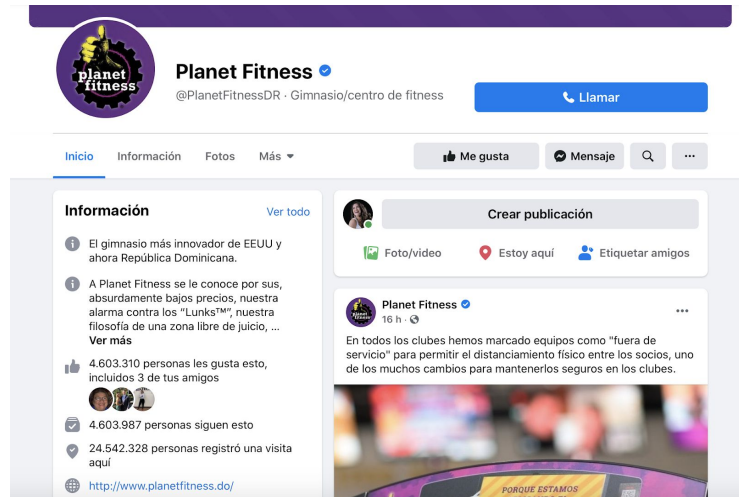 planet
fitness
Planet Fitness
@PlanetFitnessDR · Gimnasio/centro de fitness
Llamar
Inicio
Información
Fotos
Más
Me gusta
Mensaje
Información
Ver todo
El gimnasio más innovador de EEUU y
ahora República Dominicana.
A Planet Fitness se le conoce por sus,
absurdamente bajos precios, nuestra
alarma contra los “Lunks™”, nuestra
filosofía de una zona libre de juicio, ...
Ver más
4.603.310 personas les gusta esto,
incluidos 3 de tus amigos
4.603.987 personas siguen esto
24.542.328 personas registró una visita
aquí
http://www.planetfitness.do/
Crear publicación
Foto/video
Estoy aquí
Etiquetar amigos
planet
fitness
Planet Fitness
16 h ·
En todos los clubes hemos marcado equipos como "fuera de
servicio" para permitir el distanciamiento físico entre los socios, uno
de los muchos cambios para mantenerlos seguros en los clubes.
PORQUE ESTAMOS